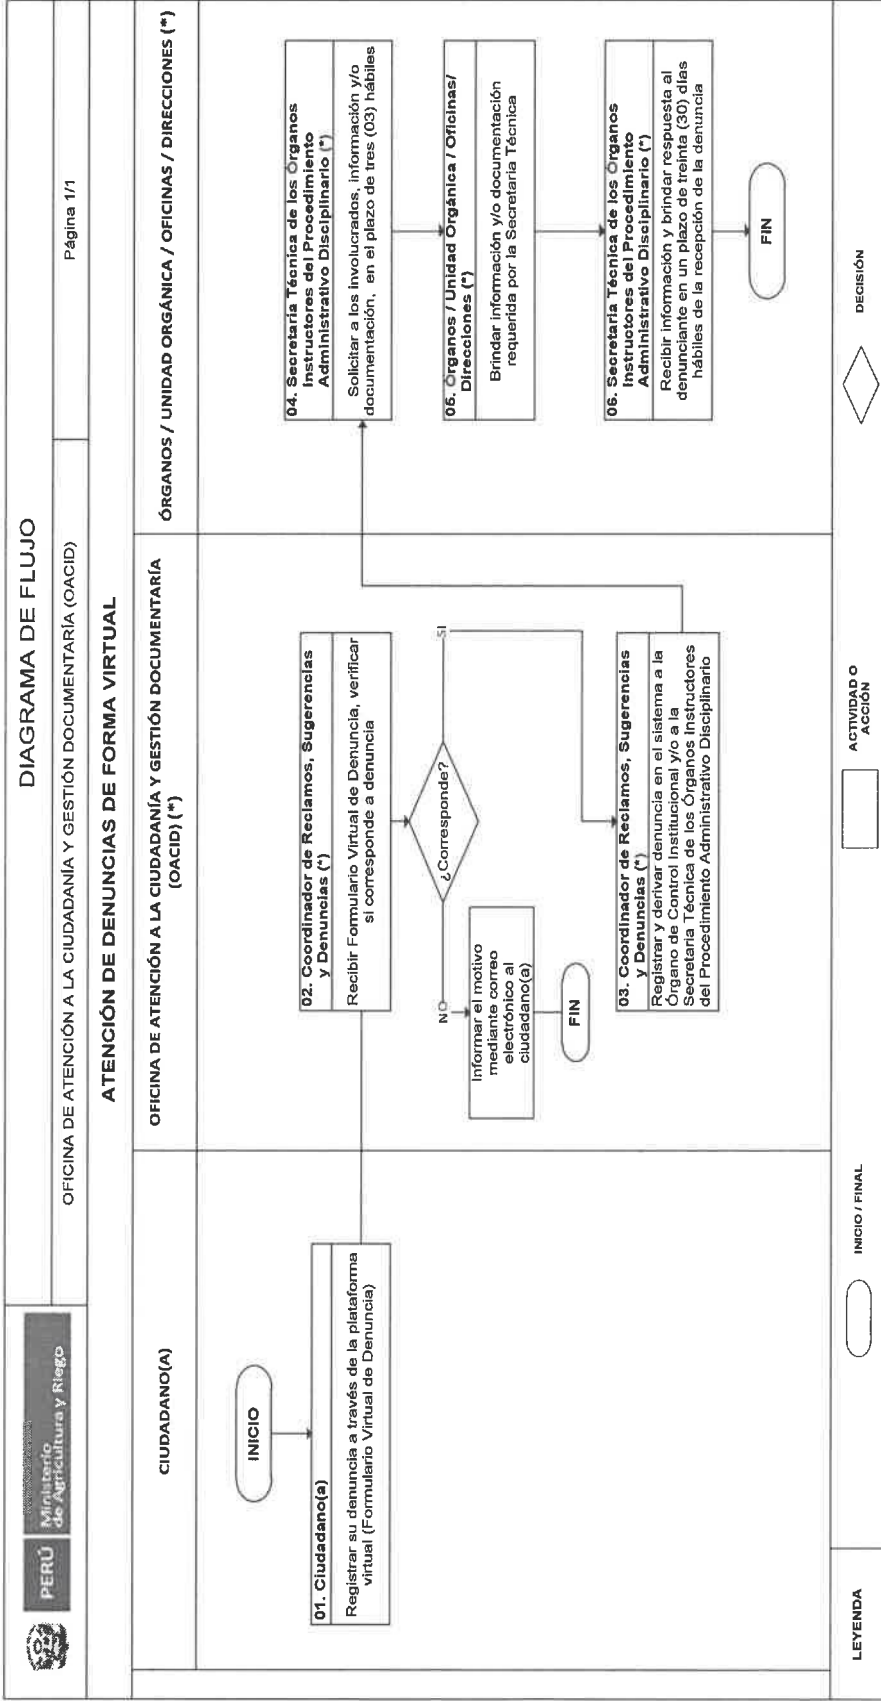 PERÚ
Ministerio
de Agricultura y Riego
DIAGRAMA DE FLUJO
OFICINA DE ATENCIÓN A LA CIUDADANÍA Y GESTIÓN DOCUMENTARÍA (OACID)
Página 1/1
ATENCIÓN DE DENUNCIAS DE FORMA VIRTUAL
CIUDADANO(A)
OFICINA DE ATENCIÓN A LA CIUDADANÍA Y GESTIÓN DOCUMENTARÍA
(OACID) (*)
ÓRGANOS / UNIDAD ORGÁNICA / OFICINAS / DIRECCIONES (*)
INICIO
01. Ciudadano(a)
Registrar su denuncia a través de la plataforma
virtual (Formulario Virtual de Denuncia)
02. Coordinador de Reclamos, Sugerencias
y Denuncias (*)
Recibir Formulario Virtual de Denuncia, verificar
si corresponde a denuncia
¿Corresponde?
NO
SI
Informar el motivo
mediante correo
electrónico al
ciudadano(a)
FIN
03. Coordinador de Reclamos, Sugerencias
y Denuncias (*)
Registrar y derivar denuncia en el sistema a la
Órgano de Control Institucional y/o a la
Secretaria Técnica de los Órganos Instructores
del Procedimiento Administrativo Disciplinario
04. Secretaría Técnica de los Órganos
Instructores del Procedimiento
Administrativo Disciplinario (*)
Solicitar a los involucrados, información y/o
documentación, en el plazo de tres (03) hábiles
05. Órganos / Unidad Orgánica / Oficinas/
Direcciones (*)
Brindar información y/o documentación
requerida por la Secretaria Técnica
06. Secretaria Técnica de los Órganos
Instructores del Procedimiento
Administrativo Disciplinario (*)
Recibir información y brindar respuesta al
denunciante en un plazo de treinta (30) días
hábiles de la recepción de la denuncia
FIN
LEYENDA
INICIO / FINAL
ACTIVIDAD O
ACCIÓN
DECISIÓN